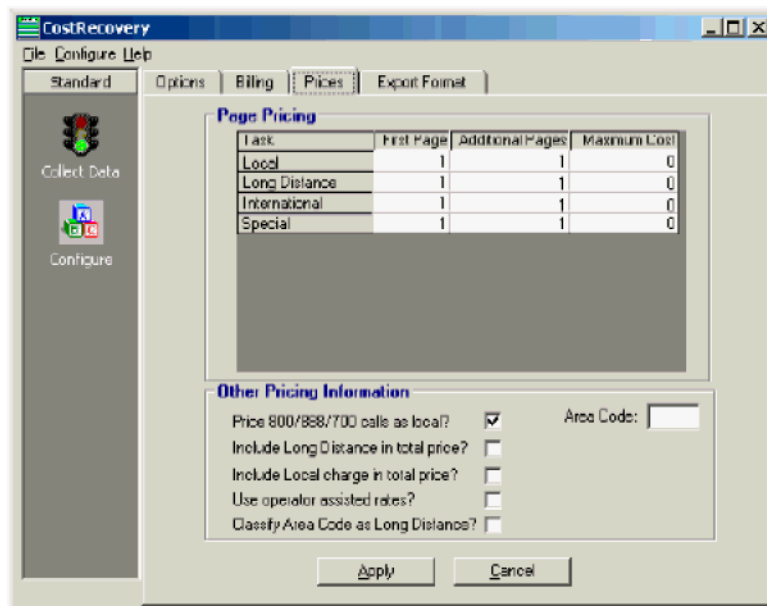 CostRecovery
File Configure Help
Standard
Options Billing Prices Export Format
Collect Data
Configure
Page Pricing
Task First Page Additional Pages Maximum Cost
Local 1 1 0
Long Distance 1 1 0
International 1 1 0
Special 1 1 0
Other Pricing Information
Price 800/888/700 calls as local? Area Code:
Include Long Distance in total price?
Include Local charge in total price?
Use operator assisted rates?
Classify Area Code as Long Distance?
Apply Cancel